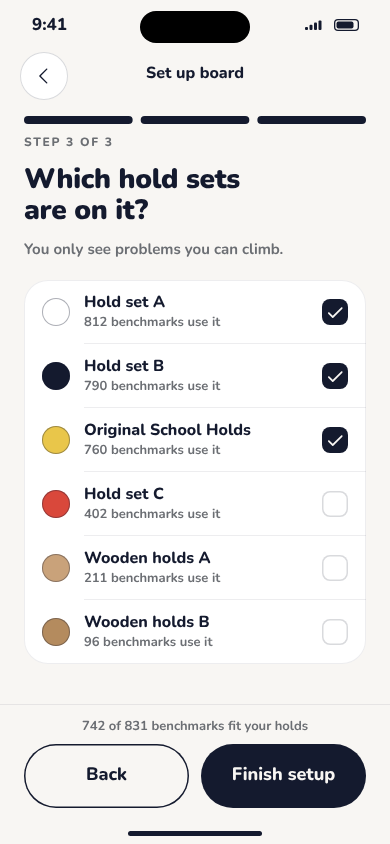 9:41
Set up board
STEP 3 OF 3
Which hold sets
are on it?
You only see problems you can climb.
Hold set A
812 benchmarks use it
Hold set B
790 benchmarks use it
Original School Holds
760 benchmarks use it
Hold set C
402 benchmarks use it
Wooden holds A
211 benchmarks use it
Wooden holds B
96 benchmarks use it
742 of 831 benchmarks fit your holds
Back
Finish setup